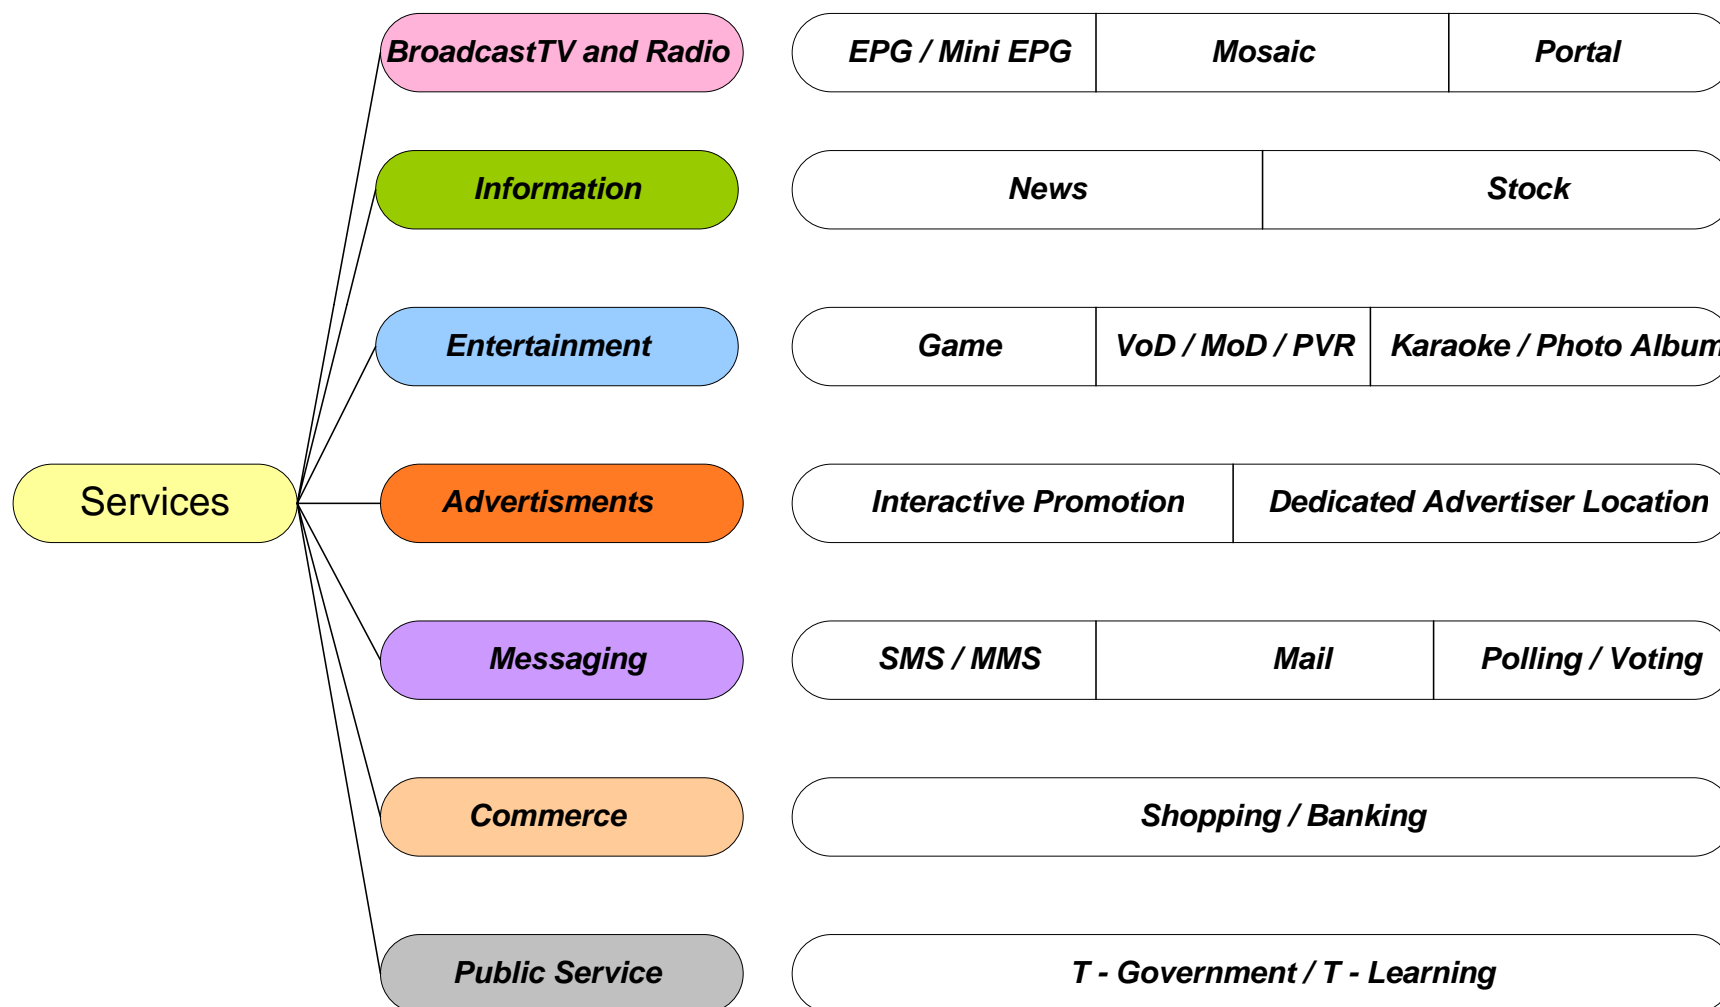 BroadcastTV and Radio EPG / Mini EPG Mosaic Portal
Information News Stock
Entertainment Game VoD / MoD / PVR Karaoke / Photo Album
Services Advertisments Interactive Promotion Dedicated Advertiser Location
Messaging SMS / MMS Mail Polling / Voting
Commerce Shopping / Banking
Public Service T - Government / T - Learning